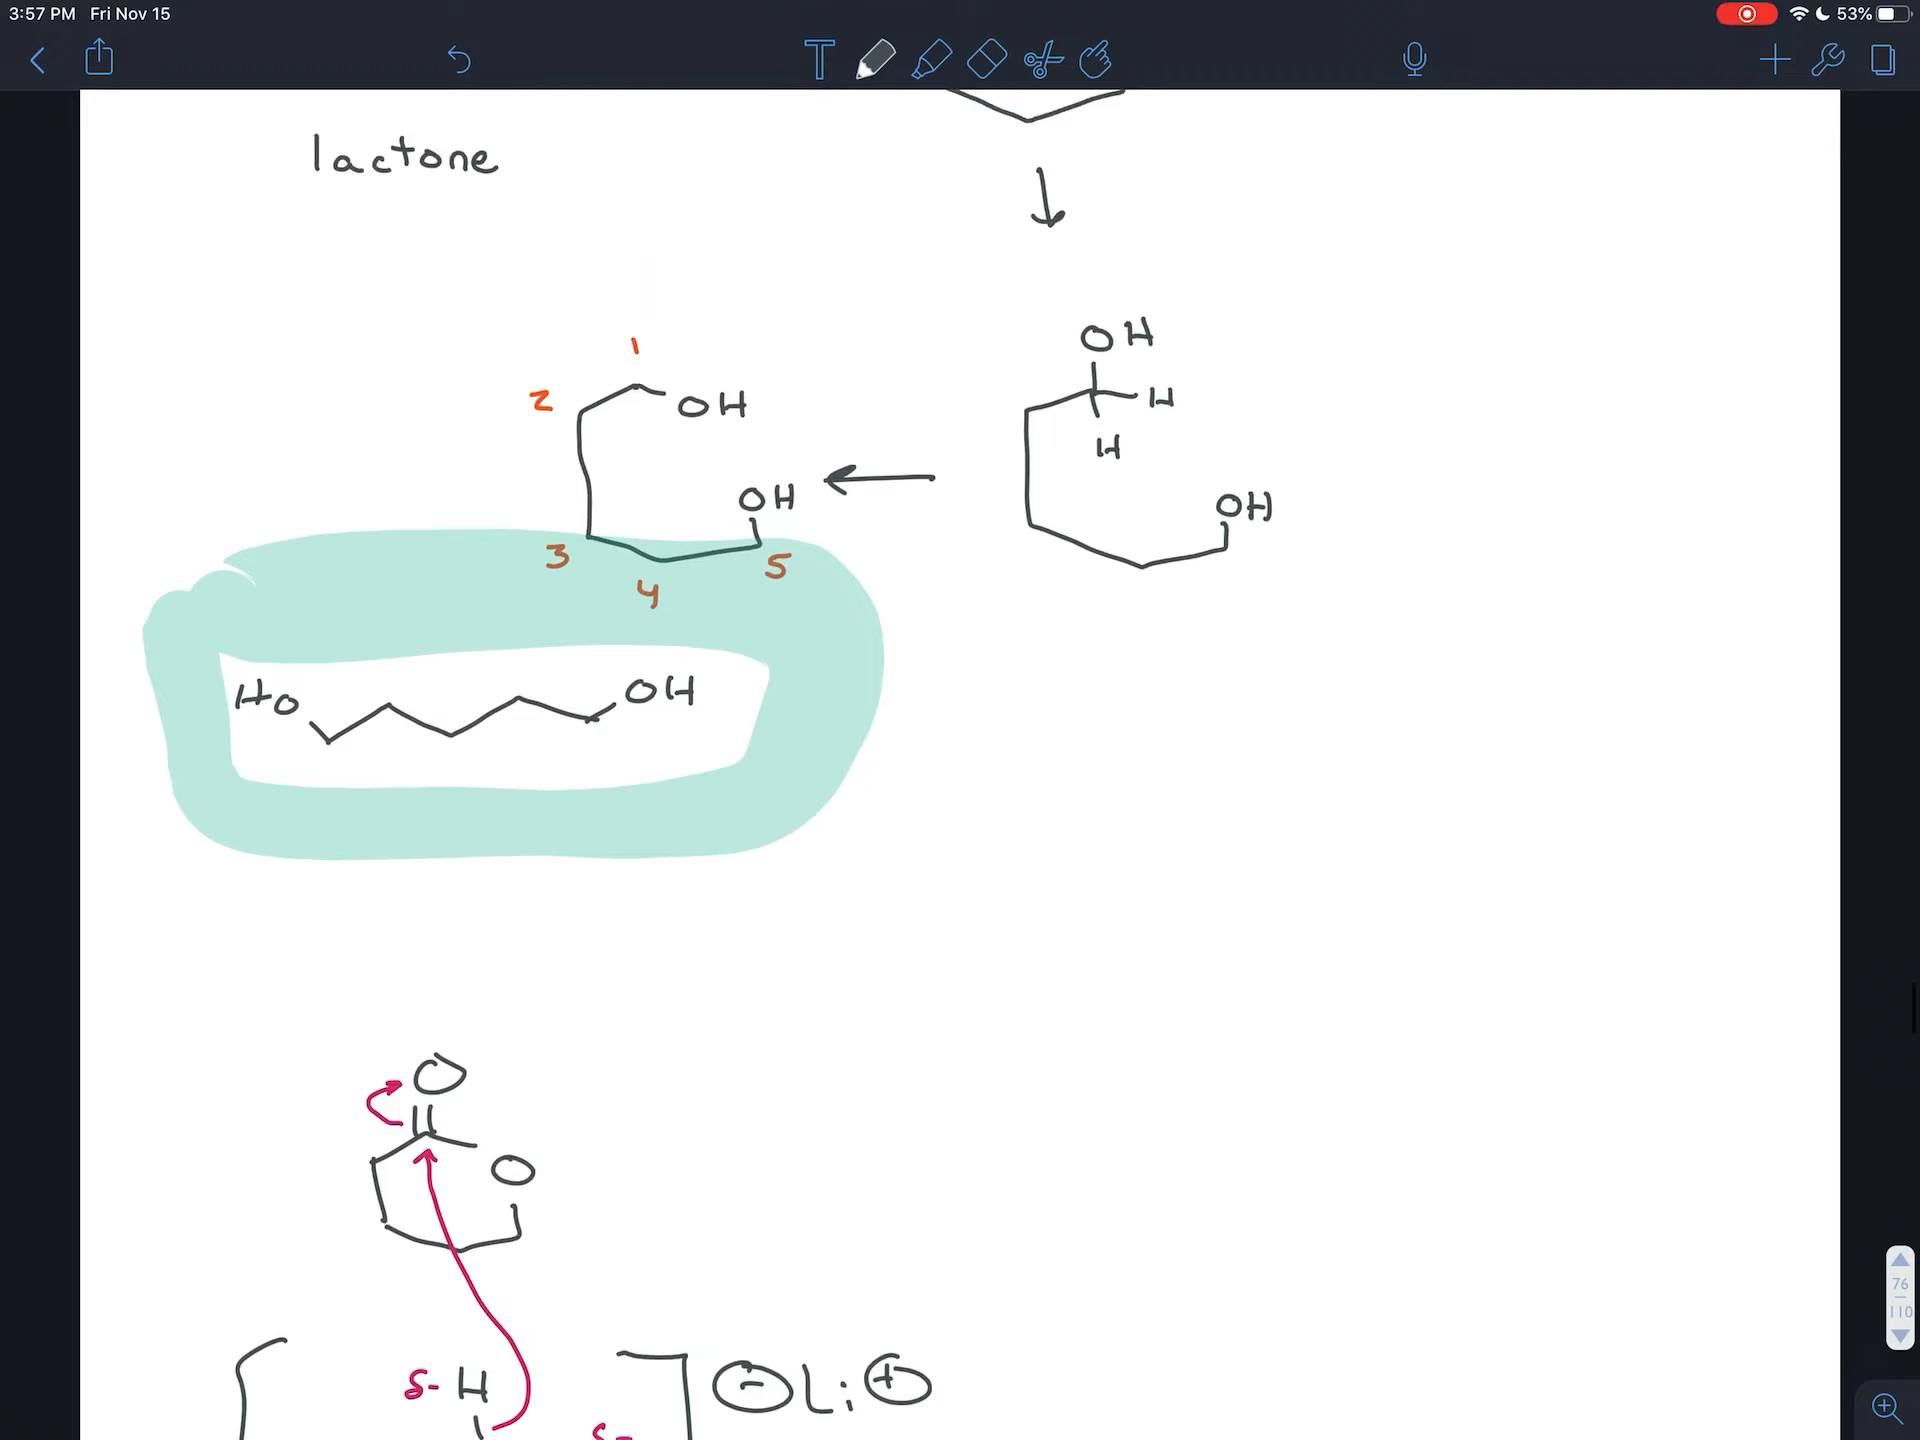 3:57 PM Fri Nov 15
53%
T
lactone
OH
1
2
OH
H
H
OH
OH
3
4
5
HO
OH
O
O
76
110
δ- H
⊖ Li ⊕
δ-